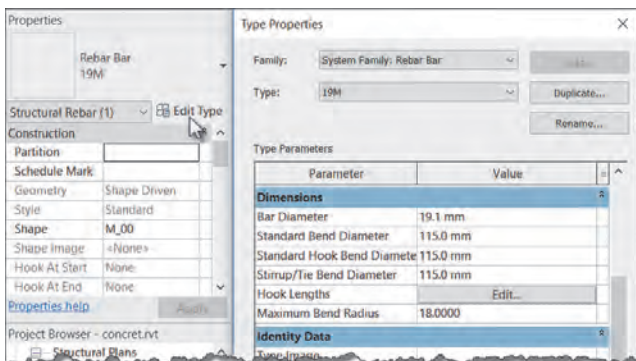 Properties
Rebar Bar
19M
Structural Rebar (1)
Edit Type
Construction
Partition
Schedule Mark
Geometry Shape Driven
Style Standard
Shape M_00
Shape Image <None>
Hook At Start None
Hook At End None
Properties help
Apply
Project Browser - concret.rvt
Structural Plans
Type Properties
Family: System Family: Rebar Bar
Type: 19M
Duplicate...
Rename...
Type Parameters
Parameter Value
Dimensions
Bar Diameter 19.1 mm
Standard Bend Diameter 115.0 mm
Standard Hook Bend Diamete 115.0 mm
Stirrup/Tie Bend Diameter 115.0 mm
Hook Lengths Edit...
Maximum Bend Radius 18.0000
Identity Data
Type Image